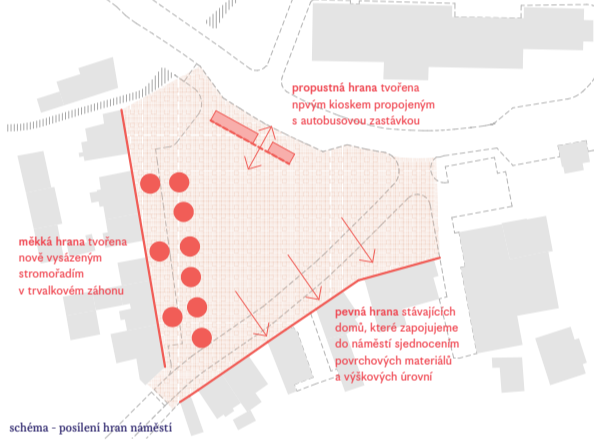 propustná hrana tvořena
novým kioskem propojeným
s autobusovou zastávkou
měkká hrana tvořena
nově vysázeným
stromořadím
v trvalkovém záhonu
pevná hrana stávajících
domů, které zapojujeme
do náměstí sjednocením
povrchových materiálů
a výškových úrovní
schéma - posílení hran náměstí